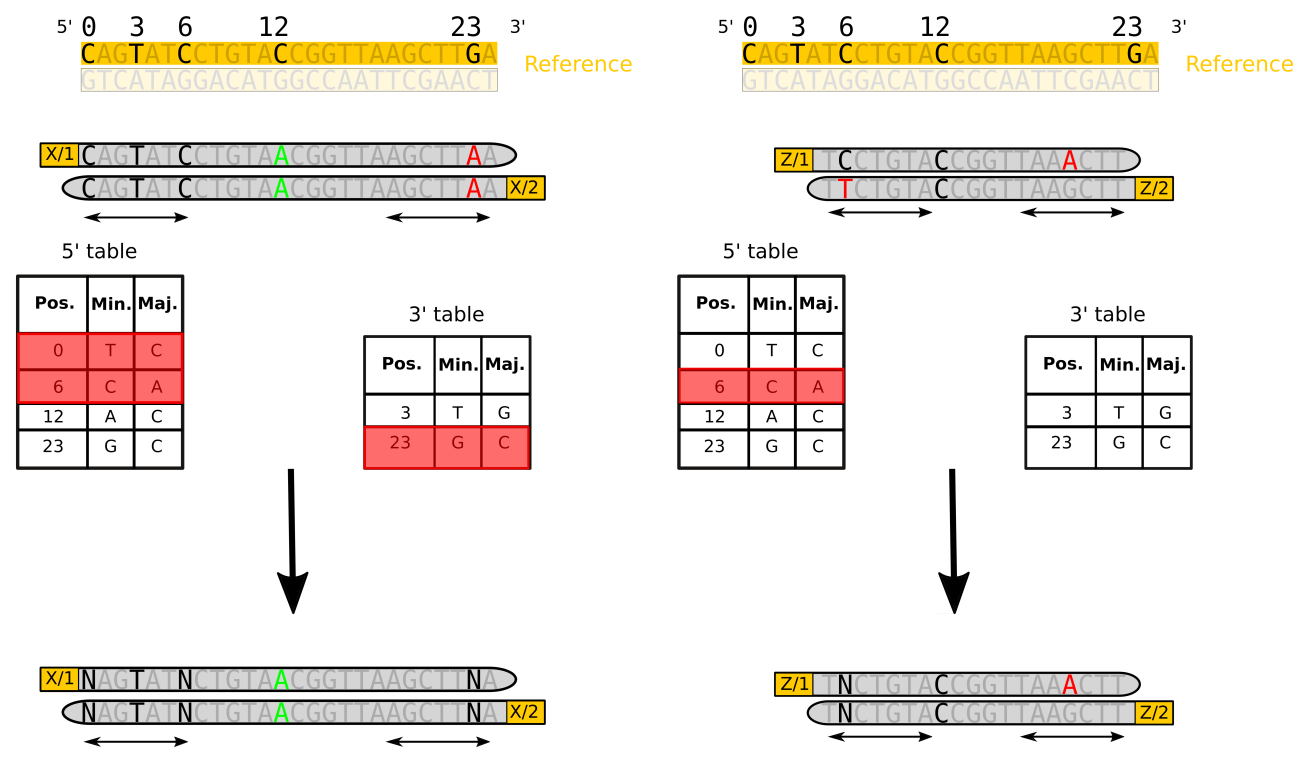 5' 0 3 6 12 23 3'
CAGTATCCTGTACCGGTTAAGCTTGA
GTCATAGGACATGGCCAATTCGAACT
Reference
X/1 CAGTATCCTGTAACGGTTAAGCTTAA
CAGTATCCTGTAACGGTTAAGCTTAA X/2
5' table
Pos. Min. Maj.
0 T C
6 C A
12 A C
23 G C
3' table
Pos. Min. Maj.
3 T G
23 G C
X/1 NAGTATNCTGTAACGGTTAAGCTTNA
NAGTATNCTGTAACGGTTAAGCTTNA X/2
5' 0 3 6 12 23 3'
CAGTATCCTGTACCGGTTAAGCTTGA
GTCATAGGACATGGCCAATTCGAACT
Reference
Z/1 TCCTGTACCGGTTAAACTT
TTCTGTACCGGTTAAGCTT Z/2
5' table
Pos. Min. Maj.
0 T C
6 C A
12 A C
23 G C
3' table
Pos. Min. Maj.
3 T G
23 G C
Z/1 TNCTGTACCGGTTAAACTT
TNCTGTACCGGTTAAGCTT Z/2